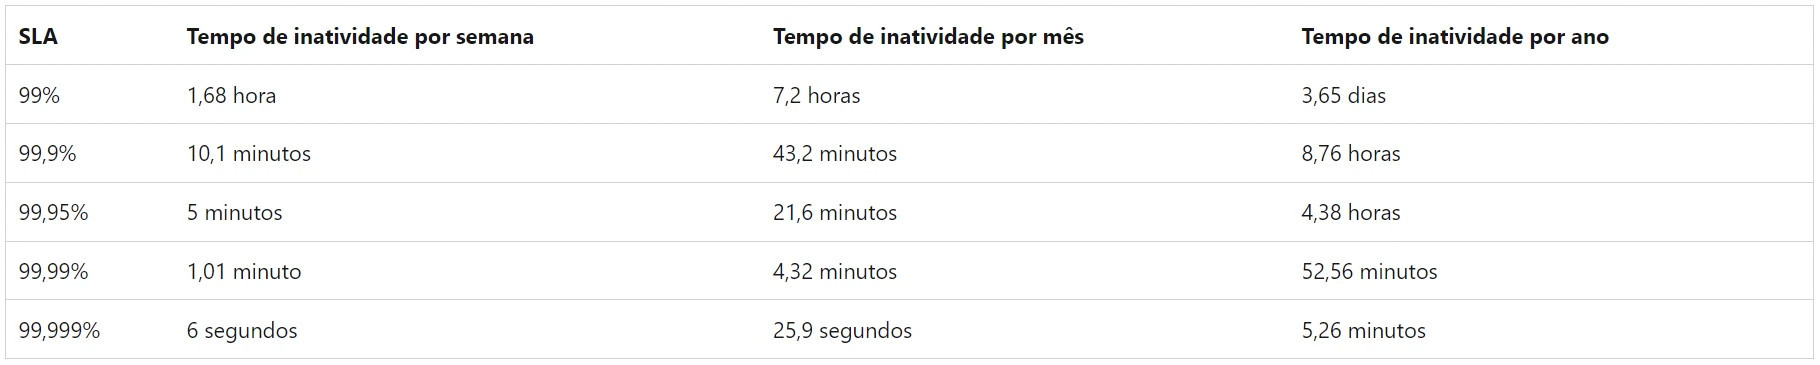 SLA Tempo de inatividade por semana Tempo de inatividade por mês Tempo de inatividade por ano
99% 1,68 hora 7,2 horas 3,65 dias
99,9% 10,1 minutos 43,2 minutos 8,76 horas
99,95% 5 minutos 21,6 minutos 4,38 horas
99,99% 1,01 minuto 4,32 minutos 52,56 minutos
99,999% 6 segundos 25,9 segundos 5,26 minutos